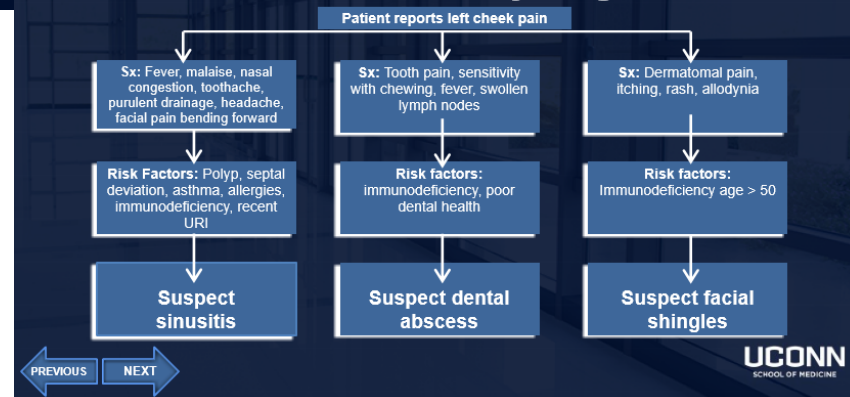 Patient reports left cheek pain
Sx: Fever, malaise, nasal
congestion, toothache,
purulent drainage, headache,
facial pain bending forward
Sx: Tooth pain, sensitivity
with chewing, fever, swollen
lymph nodes
Sx: Dermatomal pain,
itching, rash, allodynia
Risk Factors: Polyp, septal
deviation, asthma, allergies,
immunodeficiency, recent
URI
Risk factors:
immunodeficiency, poor
dental health
Risk factors:
Immunodeficiency age > 50
Suspect
sinusitis
Suspect dental
abscess
Suspect facial
shingles
PREVIOUS
NEXT
UCONN
SCHOOL OF MEDICINE